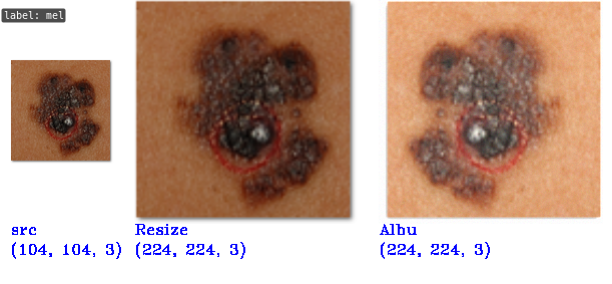 label: mel
src
(104, 104, 3)
Resize
(224, 224, 3)
Albu
(224, 224, 3)